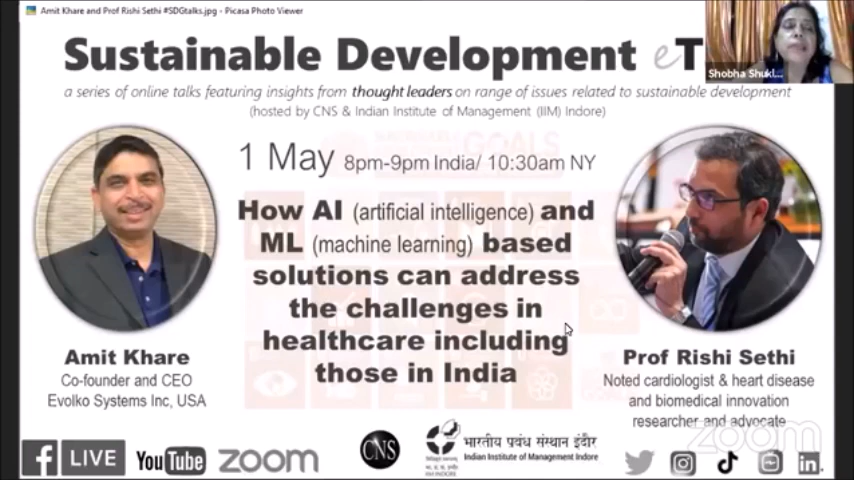 Amit Khare and Prof Rishi Sethi #SDGtalks.jpg - Picasa Photo Viewer
Sustainable Development eT
Shobha Shukl...
a series of online talks featuring insights from thought leaders on range of issues related to sustainable development
(hosted by CNS & Indian Institute of Management (IIM) Indore)
GOALS
1 May 8pm-9pm India/ 10:30am NY
How AI (artificial intelligence) and
ML (machine learning) based
solutions can address
the challenges in
healthcare including
those in India
Amit Khare
Co-founder and CEO
Evolko Systems Inc, USA
Prof Rishi Sethi
Noted cardiologist & heart disease
and biomedical innovation
researcher and advocate
zoom
f LIVE
YouTube
zoom
CNS
भारतीय प्रबंध संस्थान इंदौर
Indian Institute of Management Indore
IIM INDORE
in